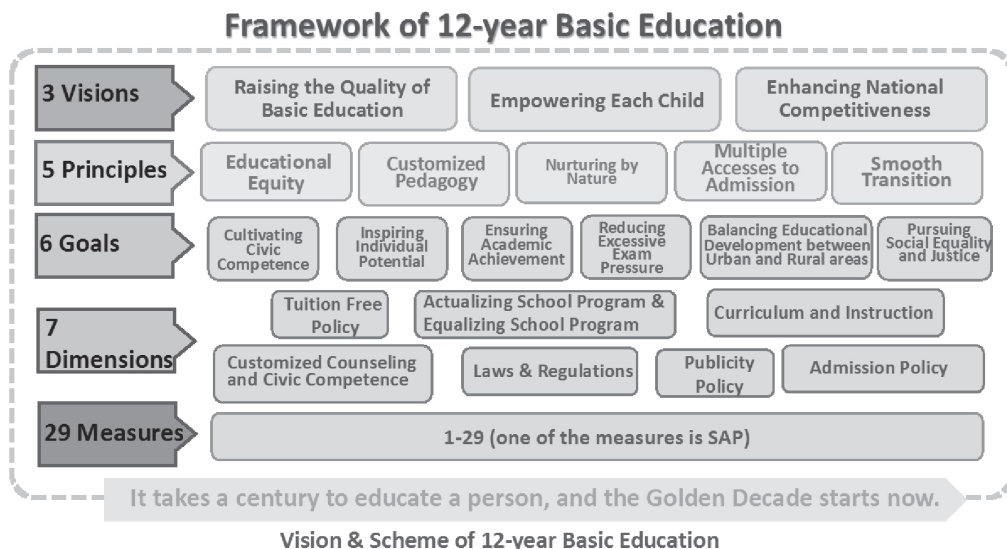 Framework of 12-year Basic Education
3 Visions
Raising the Quality of
Basic Education
Empowering Each Child
Enhancing National
Competitiveness
5 Principles
Educational
Equity
Customized
Pedagogy
Nurturing by
Nature
Multiple
Accesses to
Admission
Smooth
Transition
6 Goals
Cultivating
Civic
Competence
Inspiring
Individual
Potential
Ensuring
Academic
Achievement
Reducing
Excessive
Exam
Pressure
Balancing Educational
Development between
Urban and Rural areas
Pursuing
Social Equality
and Justice
7
Dimensions
Tuition Free
Policy
Actualizing School Program &
Equalizing School Program
Curriculum and Instruction
Customized Counseling
and Civic Competence
Laws & Regulations
Publicity
Policy
Admission Policy
29 Measures
1-29 (one of the measures is SAP)
It takes a century to educate a person, and the Golden Decade starts now.
Vision & Scheme of 12-year Basic Education